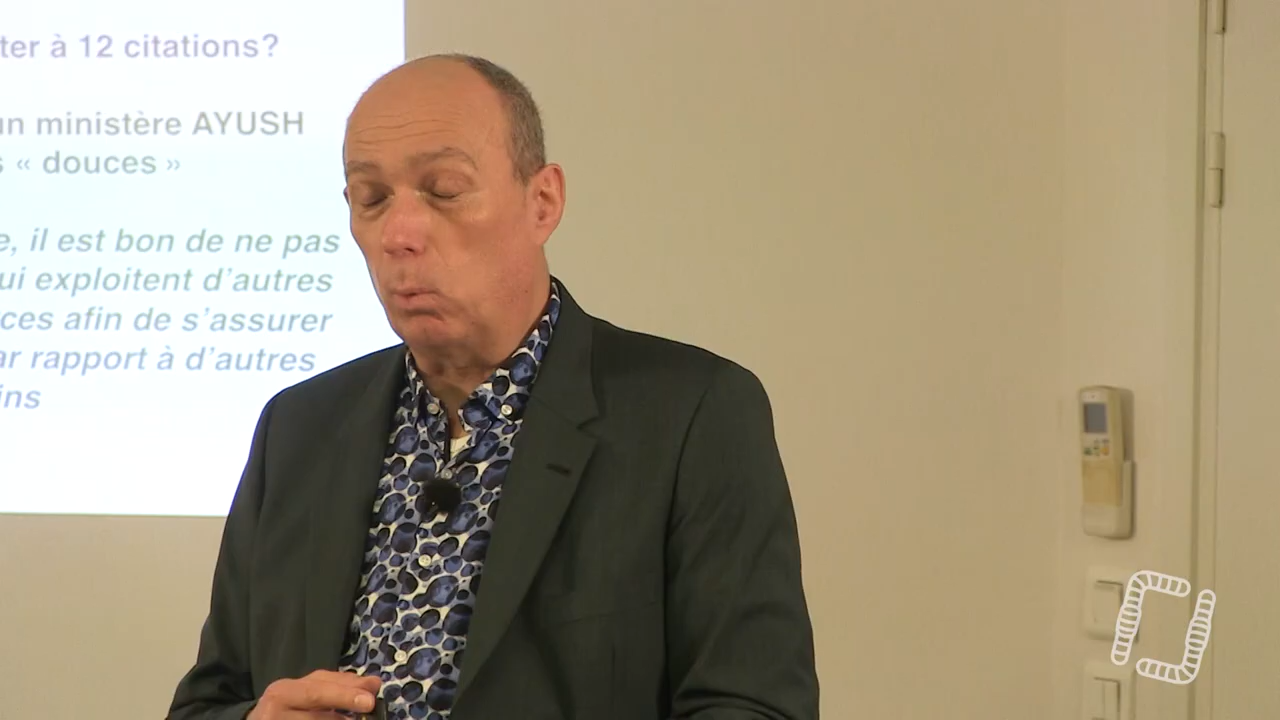 ter à 12 citations?
un ministère AYUSH
s « douces »
e, il est bon de ne pas
ui exploitent d’autres
rces afin de s’assurer
ar rapport à d’autres
ins